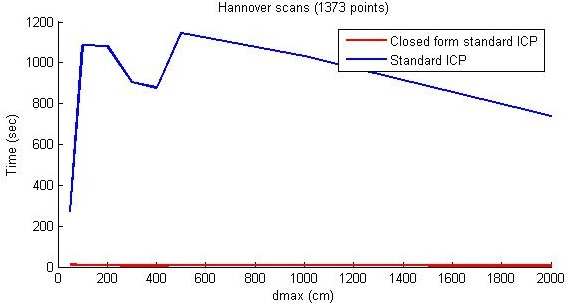 Hannover scans (1373 points)
Closed form standard ICP
Standard ICP
Time (sec)
1200
1000
800
600
400
200
0
0 200 400 600 800 1000 1200 1400 1600 1800 2000
dmax (cm)